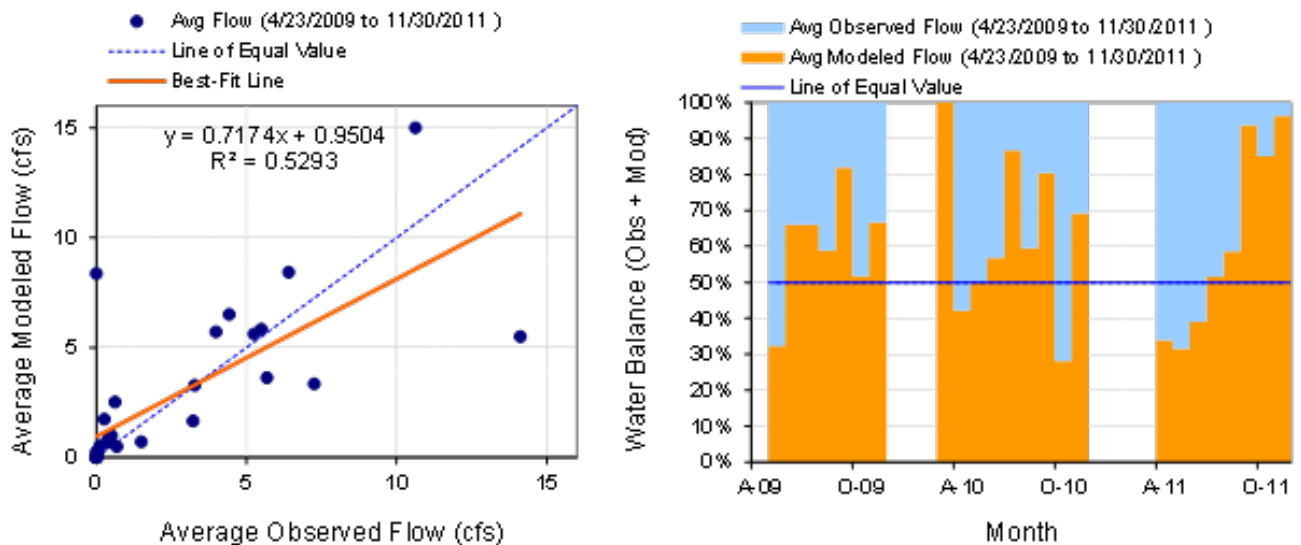 Avg Flow (4/23/2009 to 11/30/2011 )
Line of Equal Value
Best-Fit Line
y = 0.7174x + 0.9504
R² = 0.5293
15
10
5
0
0 5 10 15
Average Modeled Flow (cfs)
Average Observed Flow (cfs)
Avg Observed Flow (4/23/2009 to 11/30/2011 )
Avg Modeled Flow (4/23/2009 to 11/30/2011 )
Line of Equal Value
100%
90%
80%
70%
60%
50%
40%
30%
20%
10%
0%
A-09 O-09 A-10 O-10 A-11 O-11
Water Balance (Obs + Mod)
Month